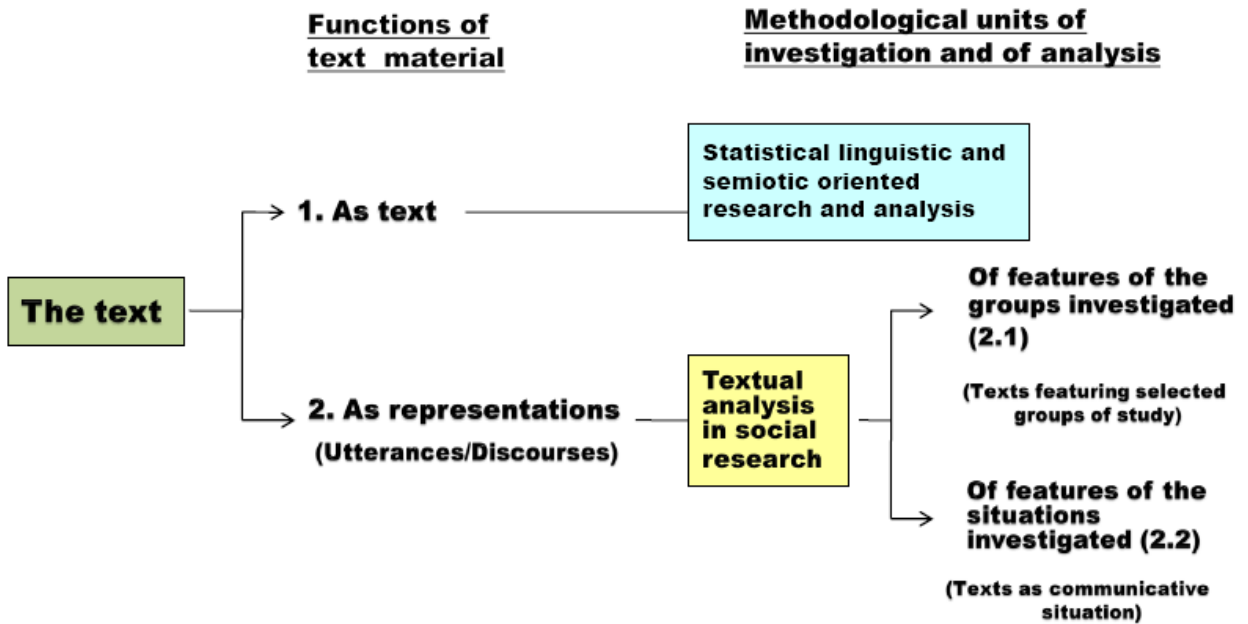 Functions of
text material
Methodological units of
investigation and of analysis
Statistical linguistic and
semiotic oriented
research and analysis
1. As text
The text
Of features of the
groups investigated
(2.1)
(Texts featuring selected
groups of study)
2. As representations
(Utterances/Discourses)
Textual
analysis
in social
research
Of features of the
situations
investigated (2.2)
(Texts as communicative
situation)